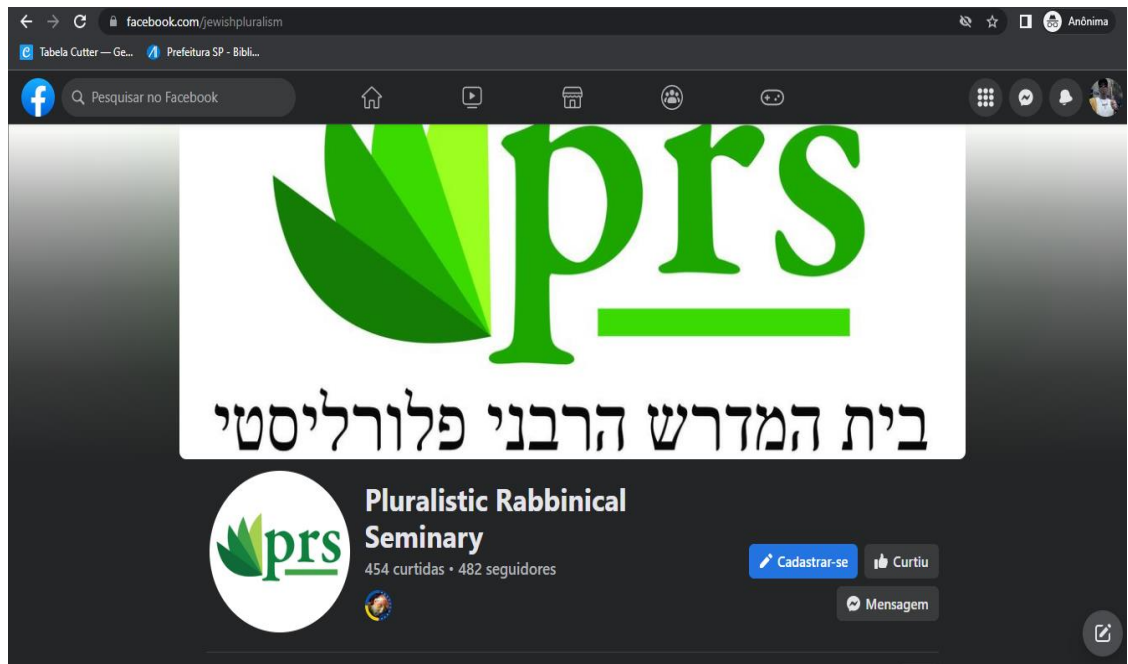 facebook.com/jewishpluralism
Anônima
Tabela Cutter — Ge...
Prefeitura SP - Bibli...
Pesquisar no Facebook
prs
בית המדרש הרבני פלורליסטי
prs
Pluralistic Rabbinical
Seminary
454 curtidas • 482 seguidores
Cadastrar-se
Curtiu
Mensagem